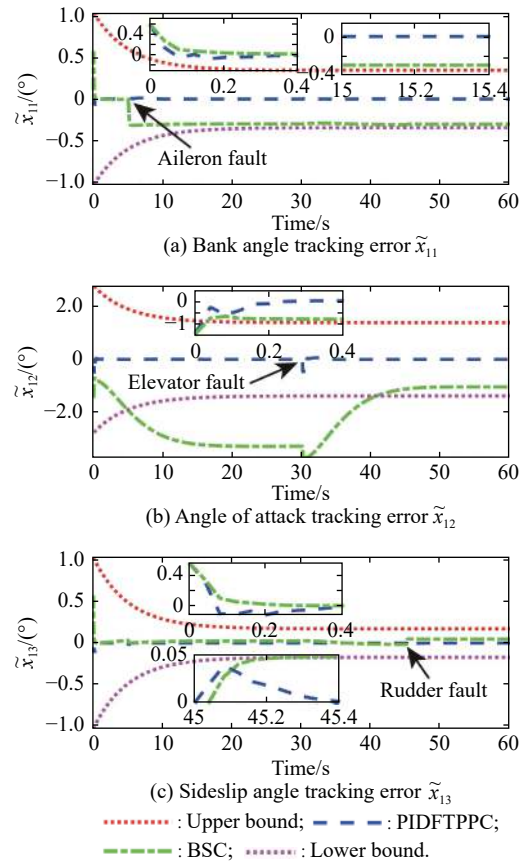 1.0
0.5
0
−0.5
−1.0
x̃11/(°)
0.4
0
0 0.2 0.4
0
0.4
15 15.2 15.4
Aileron fault
0 10 20 30 40 50 60
Time/s
(a) Bank angle tracking error x̃11
2.0
0
−2.0
x̃12/(°)
0
−1
0 0.2 0.4
Elevator fault
0 10 20 30 40 50 60
Time/s
(b) Angle of attack tracking error x̃12
1.0
0.5
0
−0.5
−1.0
x̃13/(°)
0.4
0
0 0.2 0.4
0.05
0
45 45.2 45.4
Rudder fault
0 10 20 30 40 50 60
Time/s
(c) Sideslip angle tracking error x̃13
: Upper bound; : PIDFTPPC;
: BSC; : Lower bound.